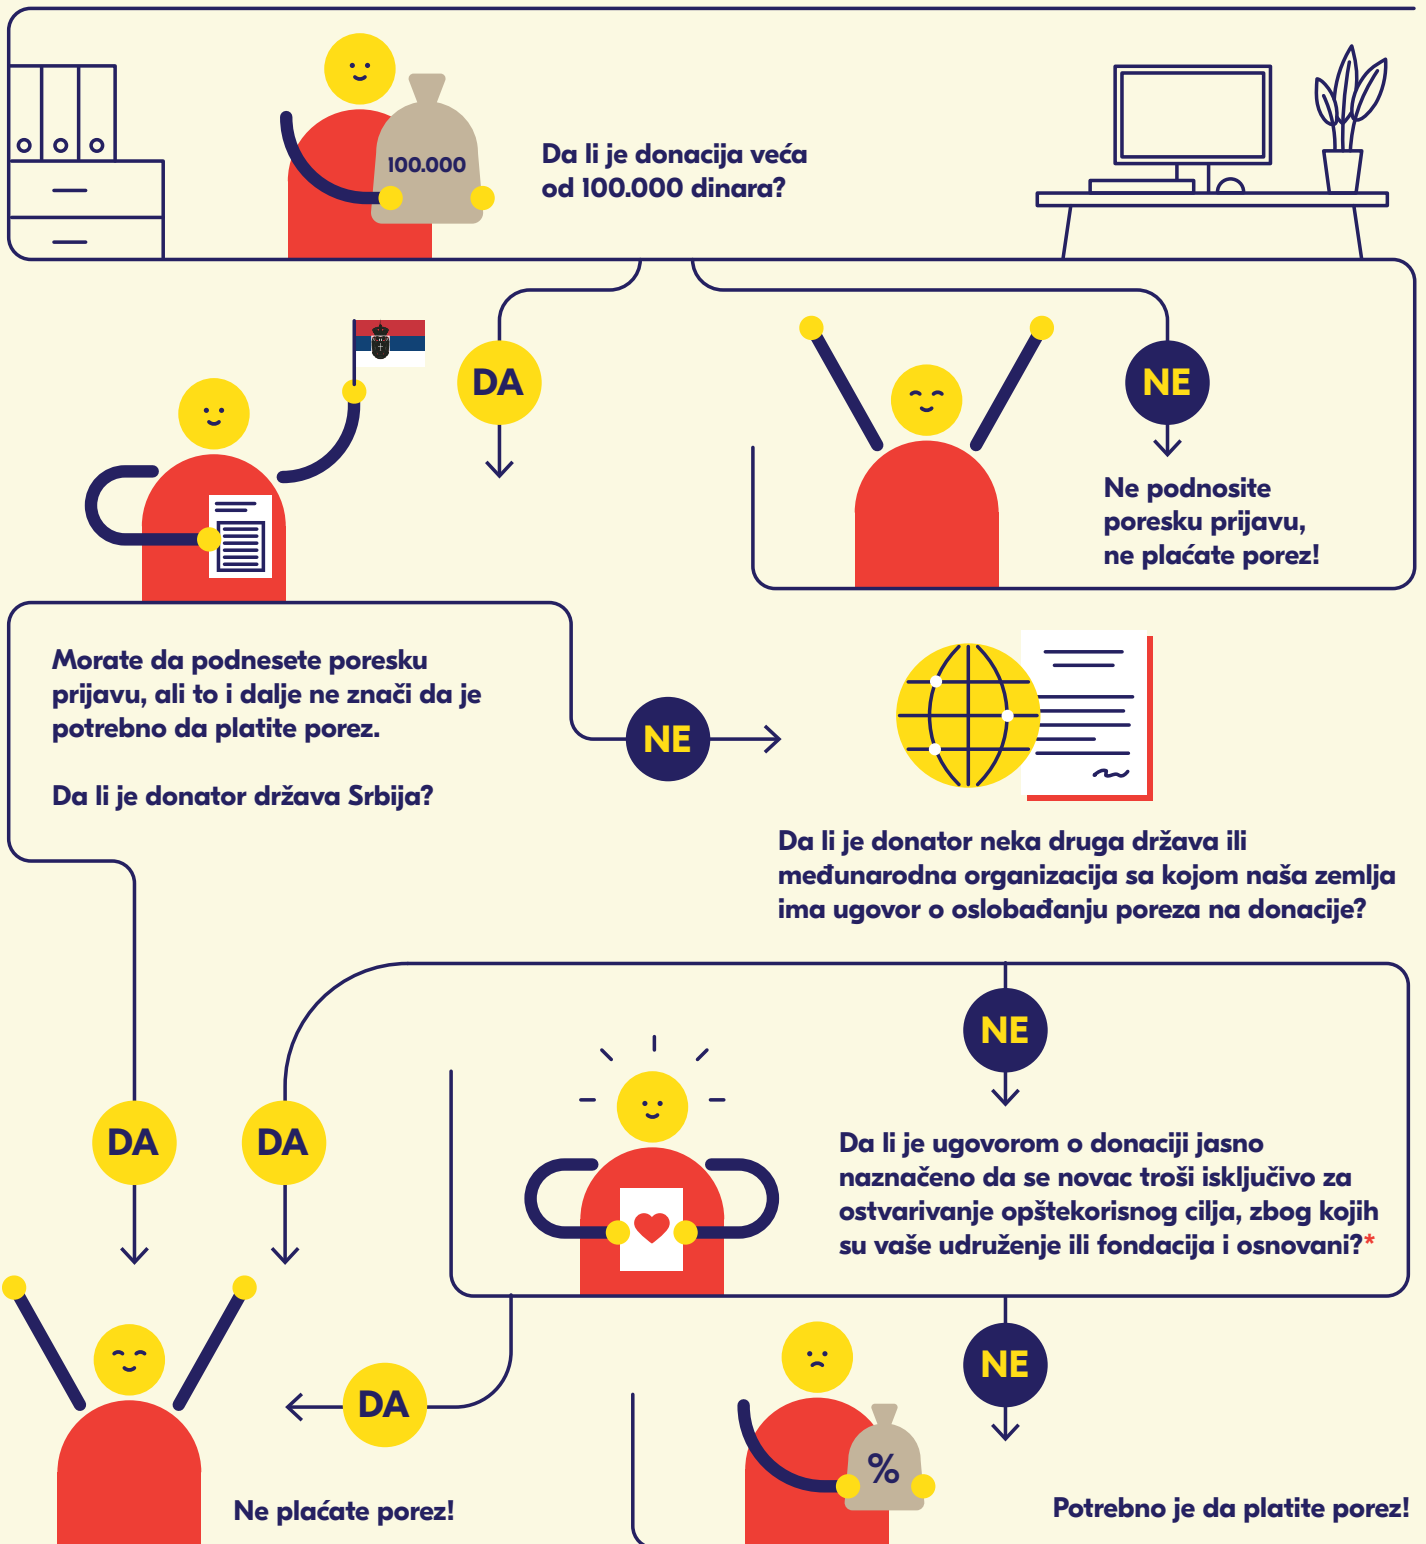 100.000
Da li je donacija veća
od 100.000 dinara?
DA
NE
Ne podnosite
poresku prijavu,
ne plaćate porez!
Morate da podnesete poresku
prijavu, ali to i dalje ne znači da je
potrebno da platite porez.
Da li je donator država Srbija?
NE
Da li je donator neka druga država ili
međunarodna organizacija sa kojom naša zemlja
ima ugovor o oslobađanju poreza na donacije?
NE
DA
DA
Da li je ugovorom o donaciji jasno
naznačeno da se novac troši isključivo za
ostvarivanje opštekorisnog cilja, zbog kojih
su vaše udruženje ili fondacija i osnovani?*
NE
DA
%
Ne plaćate porez!
Potrebno je da platite porez!